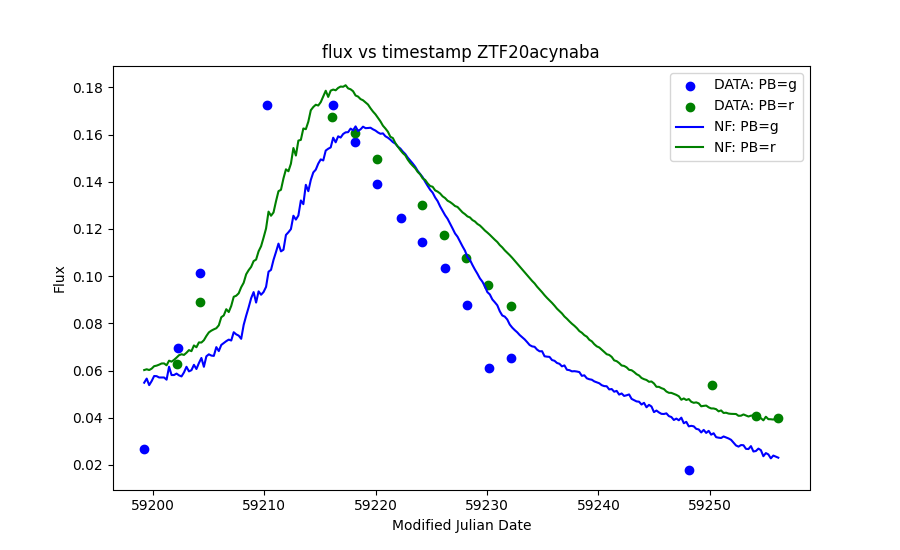 flux vs timestamp ZTF20acynaba
DATA: PB=g
DATA: PB=r
NF: PB=g
NF: PB=r
Flux
0.18
0.16
0.14
0.12
0.10
0.08
0.06
0.04
0.02
59200 59210 59220 59230 59240 59250
Modified Julian Date